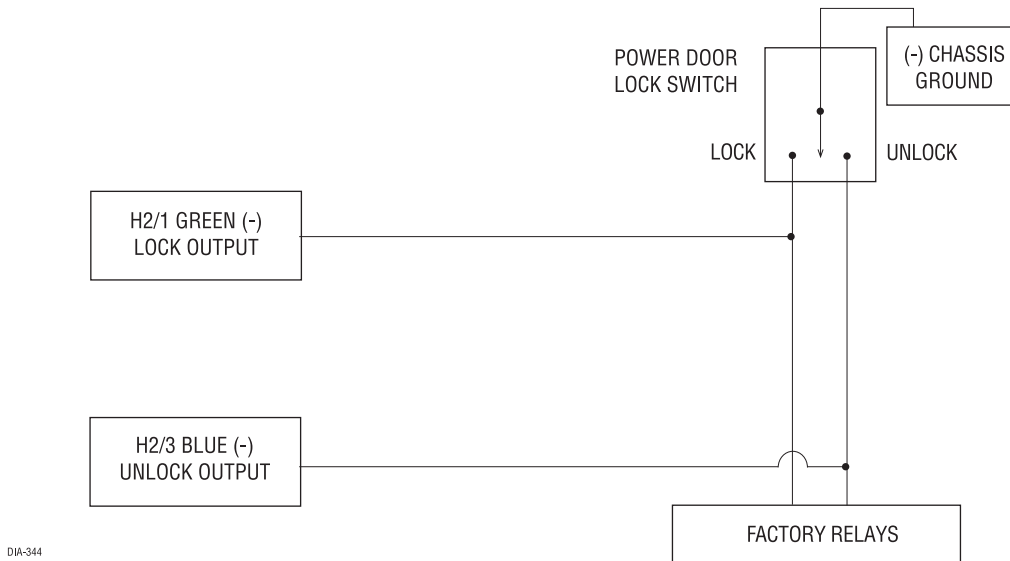 (-) CHASSIS
GROUND
POWER DOOR
LOCK SWITCH
LOCK
UNLOCK
H2/1 GREEN (-)
LOCK OUTPUT
H2/3 BLUE (-)
UNLOCK OUTPUT
FACTORY RELAYS
DIA-344